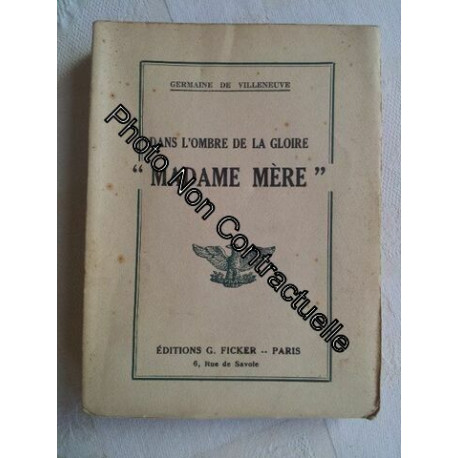 GERMAINE DE VILLENEUVE
DANS L'OMBRE DE LA GLOIRE
"MADAME MÈRE"
Photo Non Contractuelle
ÉDITIONS G. FICKER -- PARIS
6, Rue de Savoie